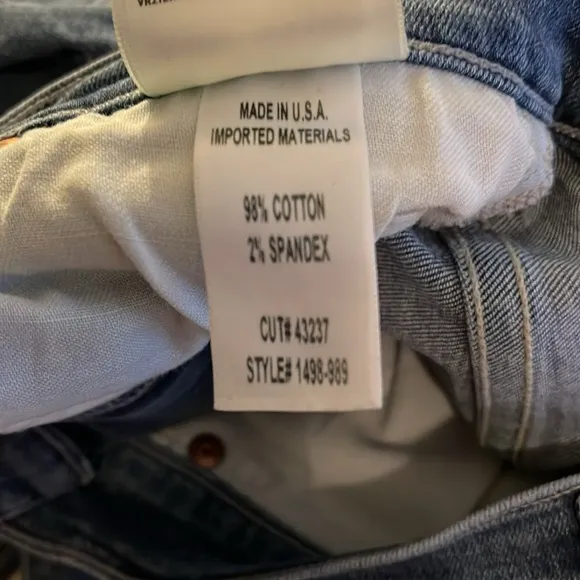 MADE IN U.S.A.
IMPORTED MATERIALS
98% COTTON
2% SPANDEX
CUT# 43237
STYLE# 1498-989